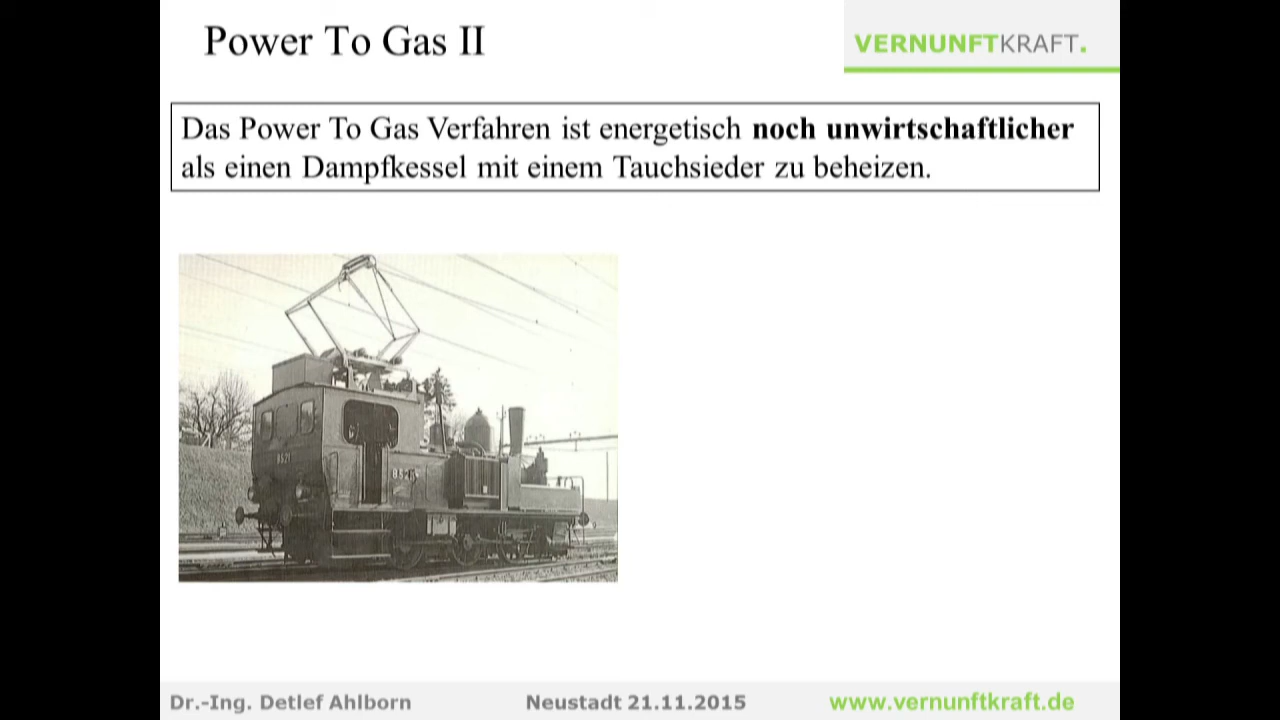 Power To Gas II
VERNUNFTKRAFT.
Das Power To Gas Verfahren ist energetisch noch unwirtschaftlicher
als einen Dampfkessel mit einem Tauchsieder zu beheizen.
8521
Dr.-Ing. Detlef Ahlborn
Neustadt 21.11.2015
www.vernunftkraft.de